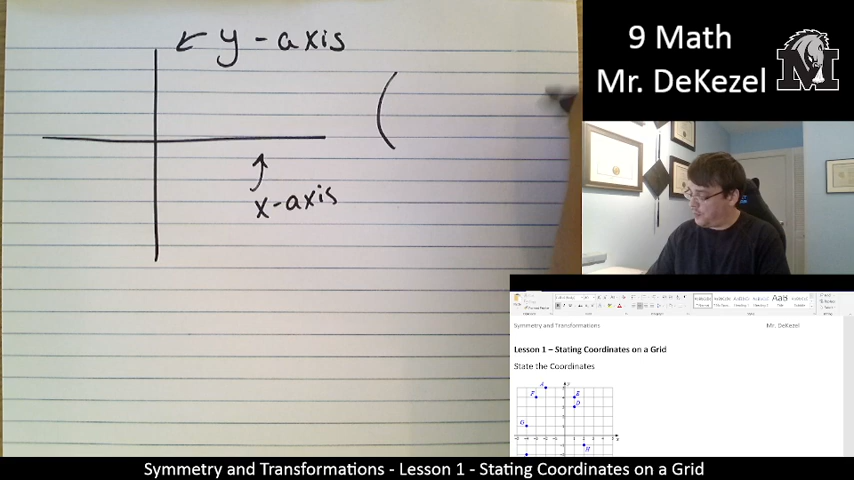 y-axis
x-axis
(
9 Math
Mr. DeKezel
M
Symmetry and Transformations
Mr. DeKezel
Lesson 1 – Stating Coordinates on a Grid
State the Coordinates
A
F
E
D
G
H
y
x
Symmetry and Transformations - Lesson 1 - Stating Coordinates on a Grid